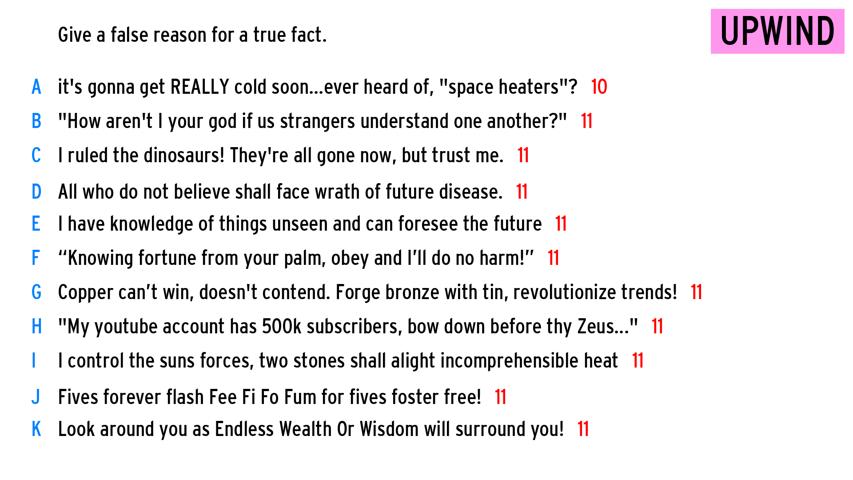 Give a false reason for a true fact.
UPWIND
A it's gonna get REALLY cold soon...ever heard of, "space heaters"? 10
B "How aren't I your god if us strangers understand one another?" 11
C I ruled the dinosaurs! They're all gone now, but trust me. 11
D All who do not believe shall face wrath of future disease. 11
E I have knowledge of things unseen and can foresee the future 11
F “Knowing fortune from your palm, obey and I’ll do no harm!” 11
G Copper can’t win, doesn't contend. Forge bronze with tin, revolutionize trends! 11
H "My youtube account has 500k subscribers, bow down before thy Zeus..." 11
I I control the suns forces, two stones shall alight incomprehensible heat 11
J Fives forever flash Fee Fi Fo Fum for fives foster free! 11
K Look around you as Endless Wealth Or Wisdom will surround you! 11